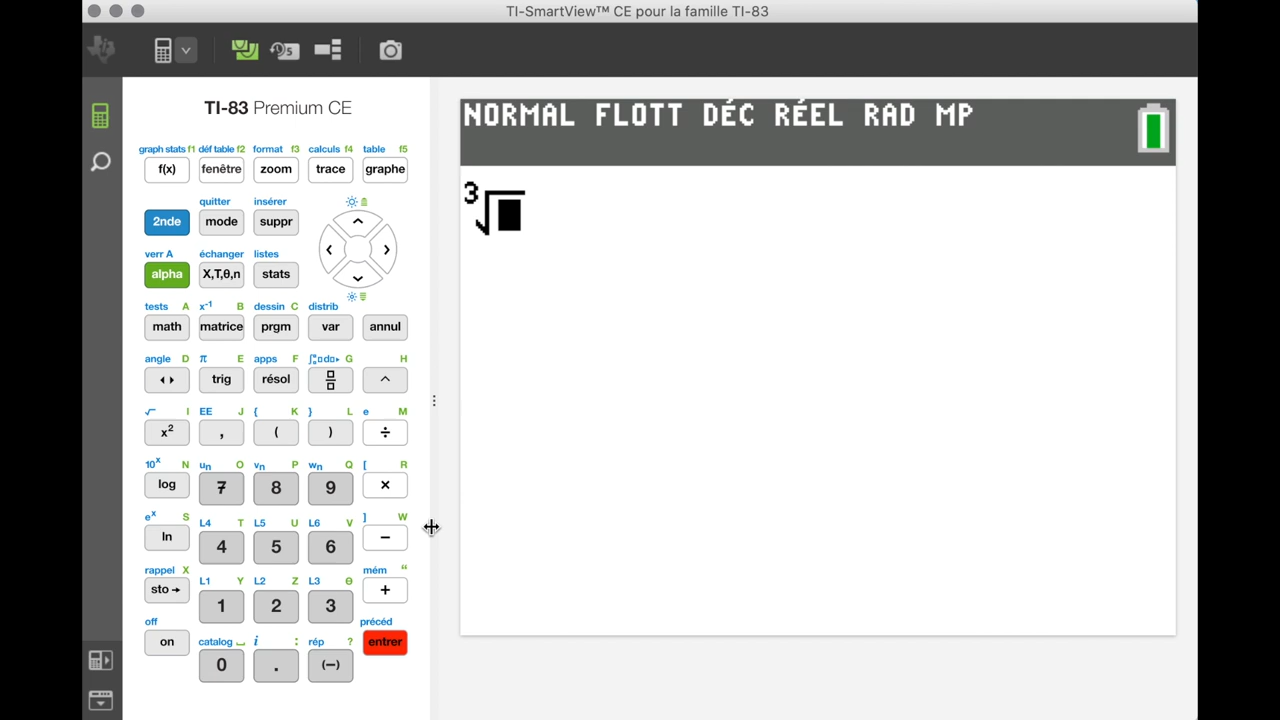 TI-SmartView™ CE pour la famille TI-83
5
TI-83 Premium CE
NORMAL FLOTT DÉC RÉEL RAD MP
3√
graph stats f1 déf table f2 format f3 calculs f4 table f5
f(x) fenêtre zoom trace graphe
quitter insérer
2nde mode suppr
verr A échanger listes
alpha X,T,θ,n stats
tests A x-1 B dessin C distrib
math matrice prgm var annul
angle D π E apps F G H
trig résol ^
√ I EE J { K } L e M
x² , ( ) ÷
10x N un O vn P wn Q [ R
log 7 8 9 ×
ex S L4 T L5 U L6 V ] W
ln 4 5 6 −
rappel X L1 Y L2 Z L3 θ mém “
sto→ 1 2 3 +
off catalog i : rép ? précéd
on 0 . (−) entrer